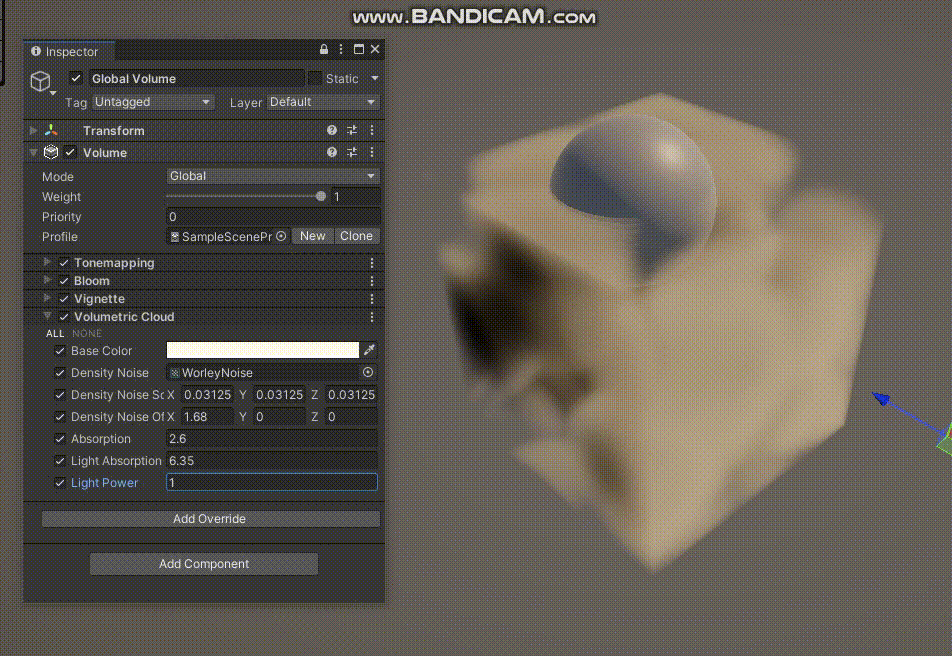 www.BANDICAM.com
Inspector
Global Volume
Static
Tag Untagged Layer Default
Transform
Volume
Mode Global
Weight 1
Priority 0
Profile SampleScenePr New Clone
Tonemapping
Bloom
Vignette
Volumetric Cloud
ALL NONE
Base Color
Density Noise WorleyNoise
Density Noise Sc X 0.03125 Y 0.03125 Z 0.03125
Density Noise Of X 1.68 Y 0 Z 0
Absorption 2.6
Light Absorption 6.35
Light Power 1
Add Override
Add Component